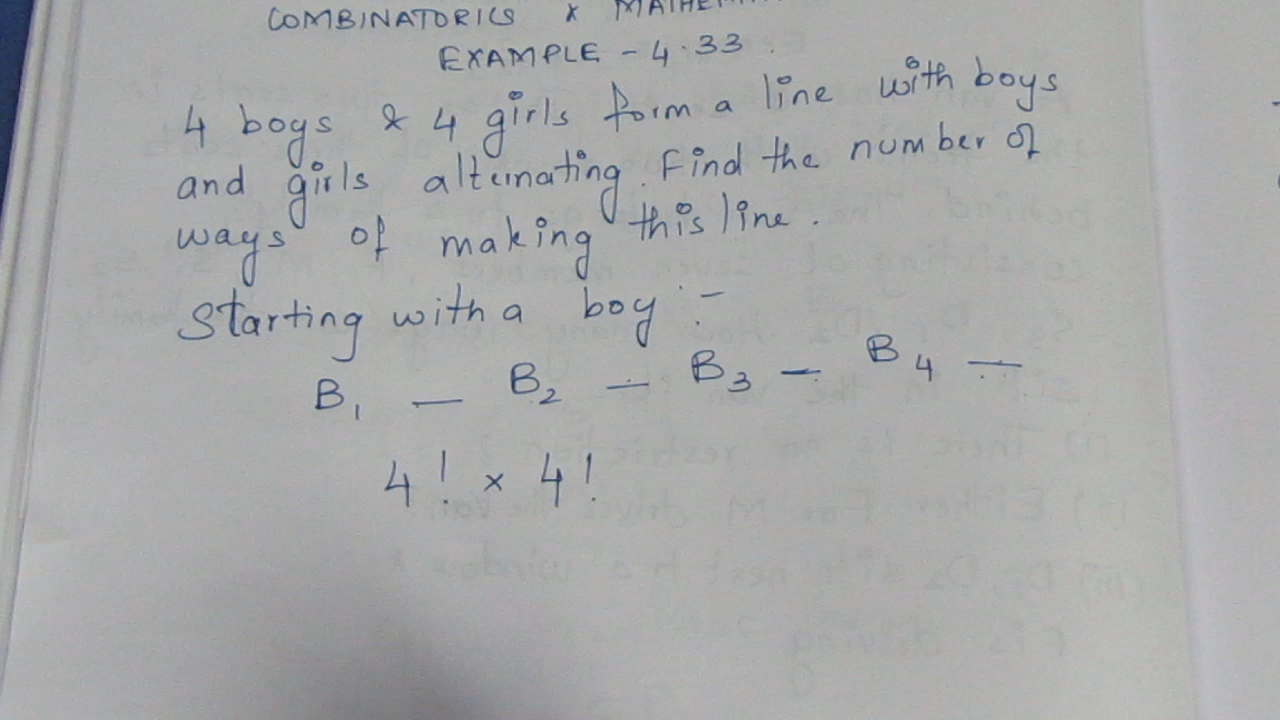 COMBINATORICS &
EXAMPLE - 4.33.
4 boys & 4 girls form a line with boys
and girls alternating. Find the number of
ways of making this line.
Starting with a boy :-
B1 _ B2 _ B3 _ B4 _
4! × 4!